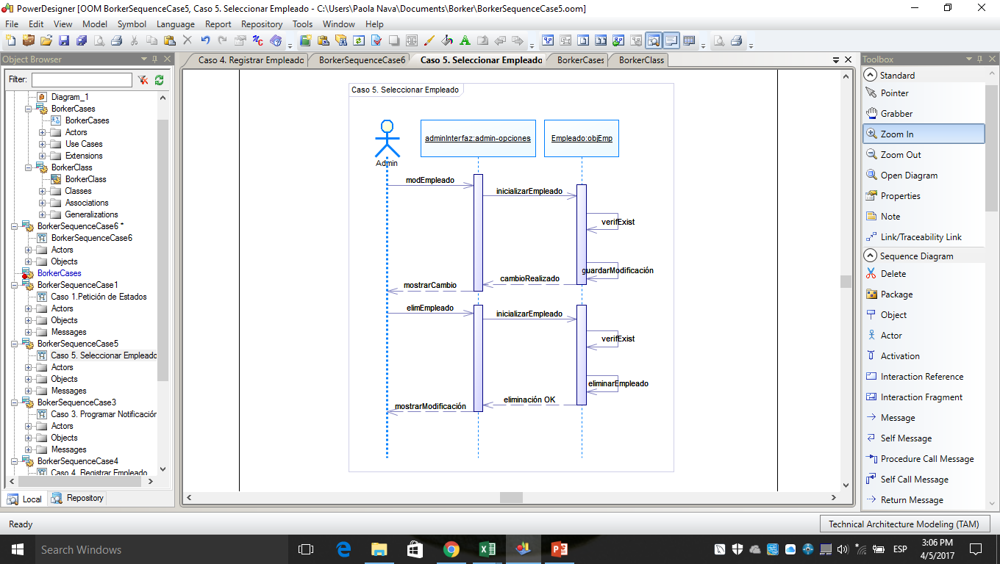 PowerDesigner [OOM BorkerSequenceCase5, Caso 5. Seleccionar Empleado - C:\Users\Paola Nava\Documents\Borker\BorkerSequenceCase5.oom]
File Edit View Model Symbol Language Report Repository Tools Window Help
Object Browser
Filter:
Diagram_1
BorkerCases
BorkerCases
Actors
Use Cases
Extensions
BorkerClass
BorkerClass
Classes
Associations
Generalizations
BorkerSequenceCase6 *
BorkerSequenceCase6
Actors
Objects
BorkerCases
BorkerSequenceCase1
Caso 1.Petición de Estados
Actors
Objects
Messages
BorkerSequenceCase5
Caso 5. Seleccionar Empleado
Actors
Objects
Messages
BokerSequenceCase3
Caso 3. Programar Notificación
Actors
Objects
Messages
BorkerSequenceCase4
Caso 4. Registrar Empleado
Local Repository
Caso 4. Registrar Empleado BorkerSequenceCase6 Caso 5. Seleccionar Empleado BorkerCases BorkerClass
Caso 5. Seleccionar Empleado
adminInterfaz:admin-opciones Empleado:objEmp
Admin
modEmpleado
inicializarEmpleado
verifExist
guardarModificación
cambioRealizado
mostrarCambio
elimEmpleado
inicializarEmpleado
verifExist
eliminarEmpleado
eliminación OK
mostrarModificación
Toolbox
Standard
Pointer
Grabber
Zoom In
Zoom Out
Open Diagram
Properties
Note
Link/Traceability Link
Sequence Diagram
Delete
Package
Object
Actor
Activation
Interaction Reference
Interaction Fragment
Message
Self Message
Procedure Call Message
Self Call Message
Return Message
Ready
Technical Architecture Modeling (TAM)
Search Windows
ESP
3:06 PM
4/5/2017